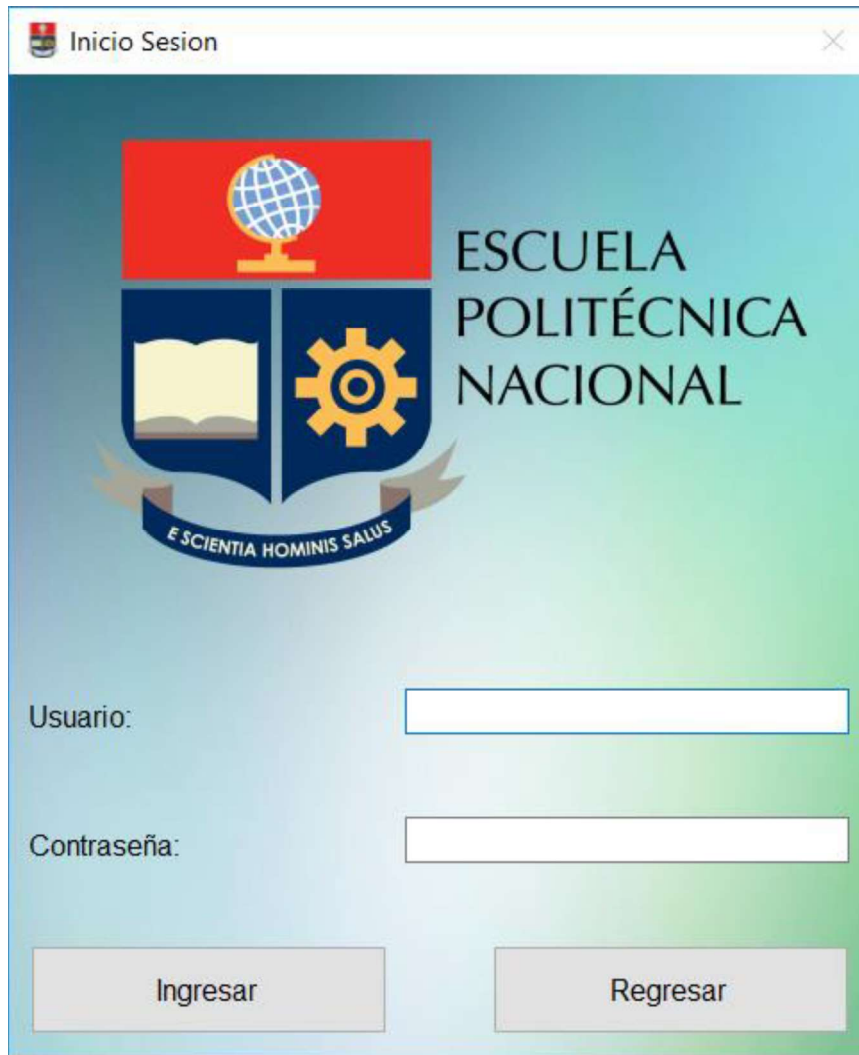 Inicio Sesion
ESCUELA
POLITÉCNICA
NACIONAL
E SCIENTIA HOMINIS SALUS
Usuario:
Contraseña:
Ingresar
Regresar